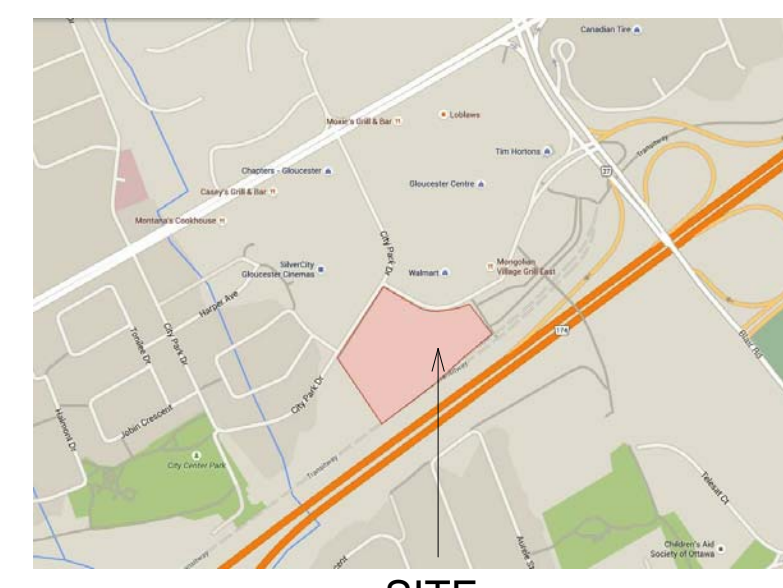 Canadian Tire
Loblaws
Moxie's Grill & Bar
Tim Hortons
Transitway
27
Chapters - Gloucester
Gloucester Centre
Casey's Grill & Bar
Montana's Cookhouse
City Park Dr
SilverCity
Gloucester Cinemas
Walmart
Mongolian
Village Grill East
Harper Ave
174
Tonilee Dr
City Park Dr
Blair Rd
City Park Dr
Jobin Crescent
Halmont Dr
City Center Park
Transitway
Telesat Ct
Children's Aid
Society of Ottawa
SITE